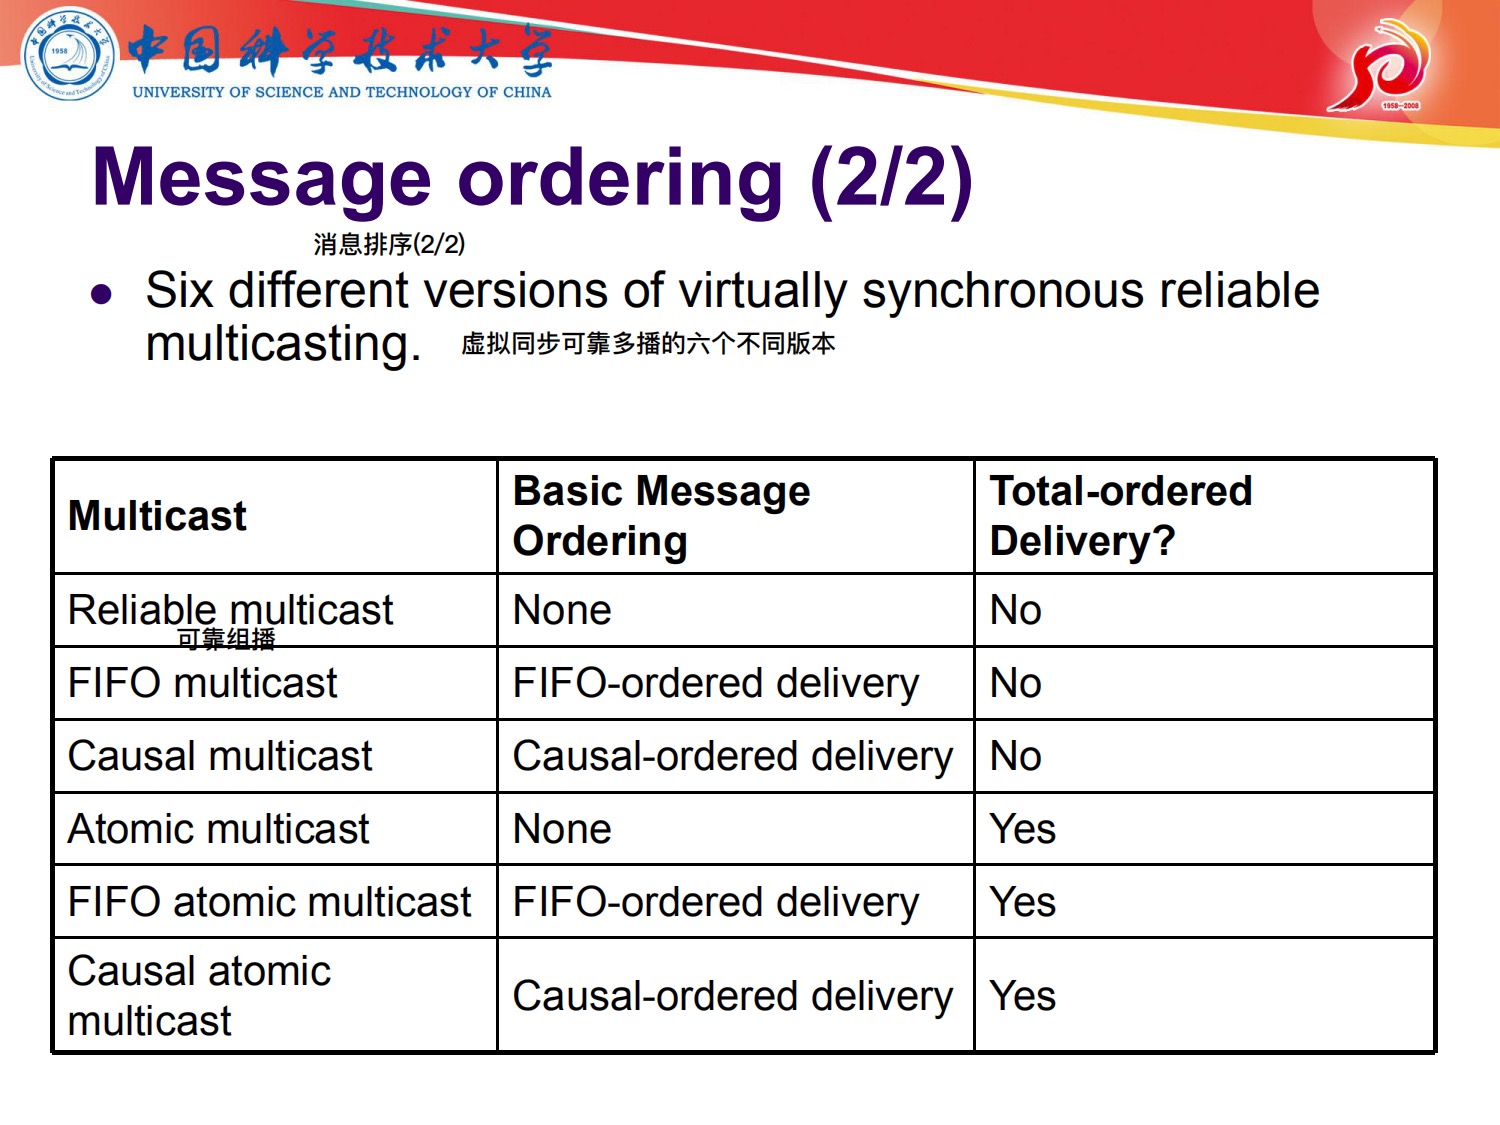 中国科学技术大学
UNIVERSITY OF SCIENCE AND TECHNOLOGY OF CHINA
1958
1958—2008
Message ordering (2/2)
消息排序(2/2)
Six different versions of virtually synchronous reliable
multicasting.
虚拟同步可靠多播的六个不同版本
Multicast
Basic Message
Ordering
Total-ordered
Delivery?
Reliable multicast
None
No
可靠组播
FIFO multicast
FIFO-ordered delivery
No
Causal multicast
Causal-ordered delivery
No
Atomic multicast
None
Yes
FIFO atomic multicast
FIFO-ordered delivery
Yes
Causal atomic
multicast
Causal-ordered delivery
Yes